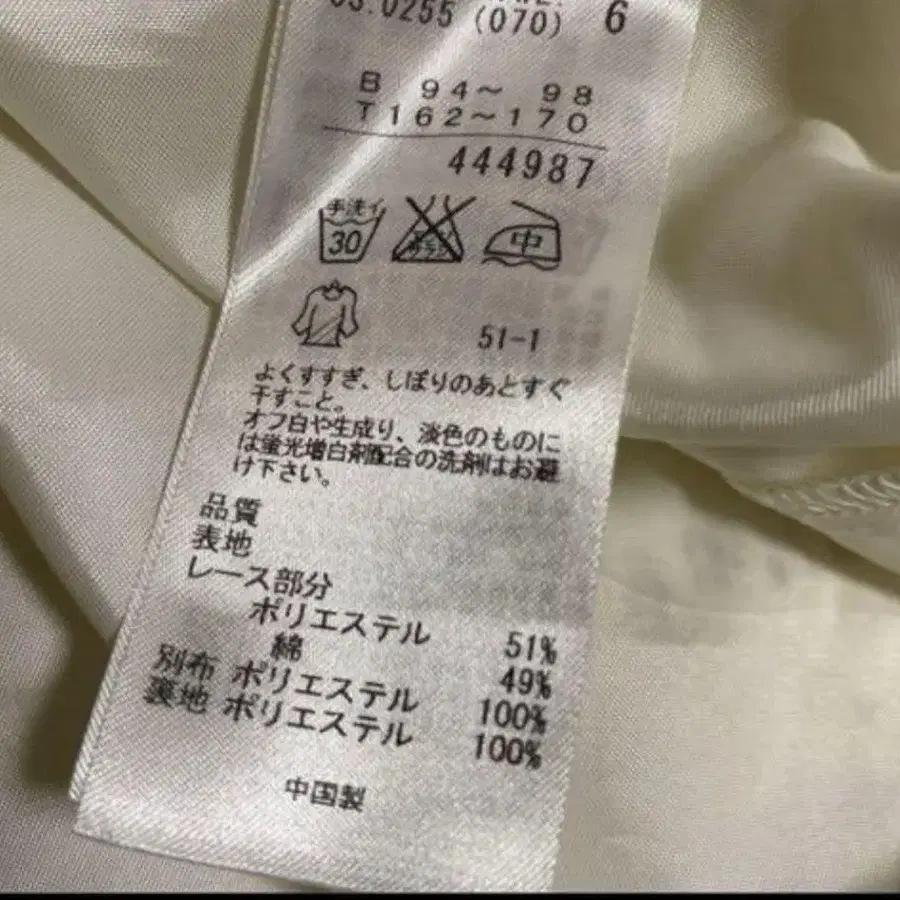 03.0255 (070) 6
B 94～98
T 162～170
444987
手洗イ 30 中
51-1
よくすすぎ、しぼりのあとすぐ
干すこと。
オフ白や生成り、淡色のものに
は蛍光増白剤配合の洗剤はお避
け下さい。
品質
表地
レース部分
ポリエステル 51%
綿 49%
別布 ポリエステル 100%
裏地 ポリエステル 100%
中国製